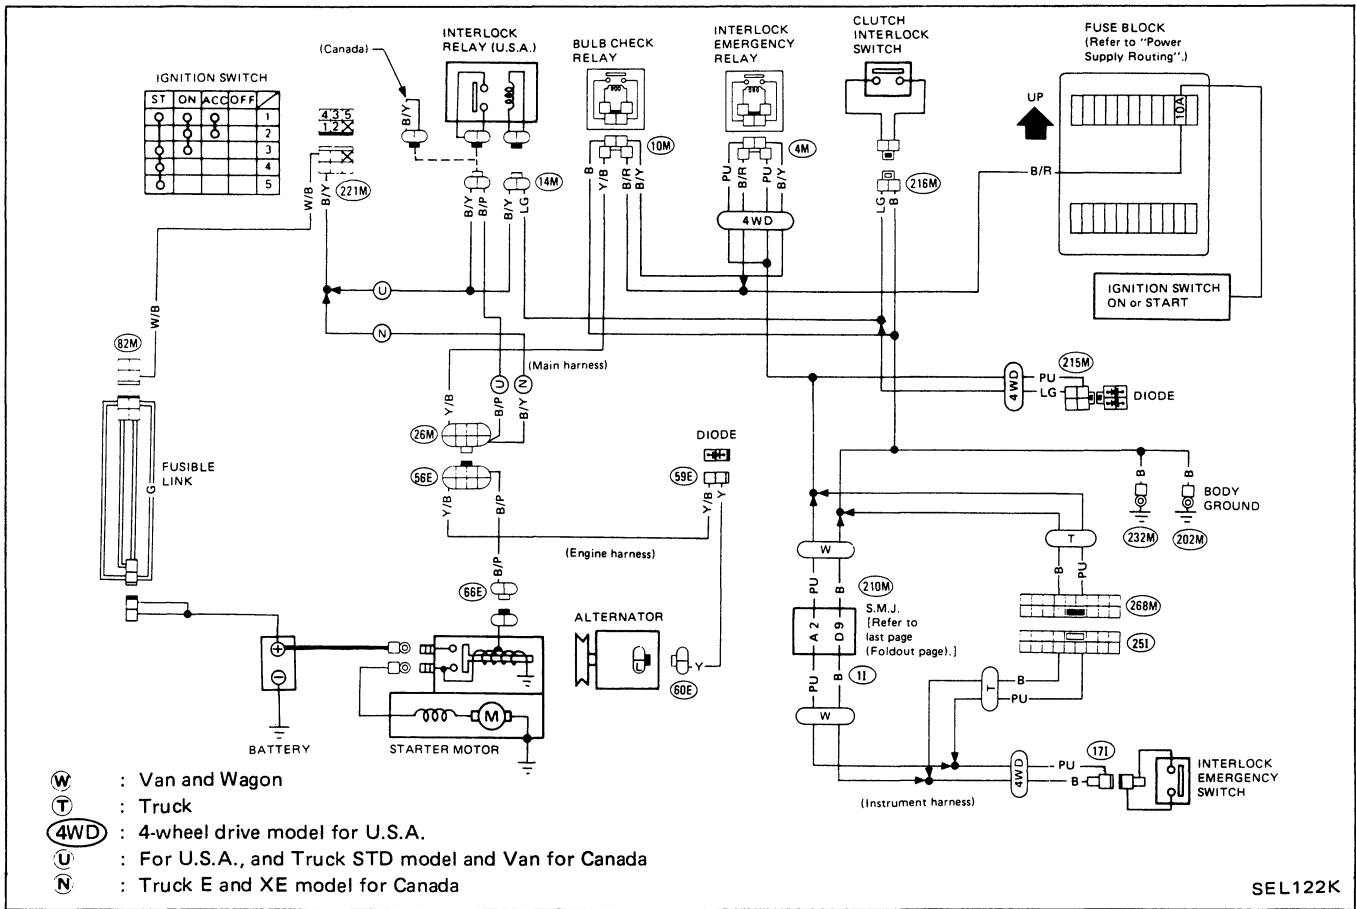 IGNITION SWITCH
ST ON ACC OFF
1
2
3
4
5
4 3 5
1 2
221M
(Canada)
B/Y
INTERLOCK
RELAY (U.S.A.)
14M
B/Y
B/P
B/Y
LG
BULB CHECK
RELAY
10M
B
Y/B
B/R
B/Y
INTERLOCK
EMERGENCY
RELAY
4M
PU
B/R
PU
B/Y
4WD
CLUTCH
INTERLOCK
SWITCH
216M
LG
B
FUSE BLOCK
(Refer to "Power
Supply Routing".)
UP
10A
B/R
IGNITION SWITCH
ON or START
W/B
B/Y
U
N
W/B
82M
G
FUSIBLE
LINK
(Main harness)
U
N
Y/B
B/P
B/Y
26M
56E
Y/B
B/P
DIODE
59E
Y/B
Y
(Engine harness)
B/P
66E
ALTERNATOR
L
60E
Y
BATTERY
M
STARTER MOTOR
215M
4WD
PU
LG
DIODE
B
B
BODY
GROUND
232M
202M
W
T
B
PU
PU
B
210M
S.M.J.
[Refer to
last page
(Foldout page).]
A2
D9
1I
PU
B
W
268M
25I
T
B
PU
17I
4WD
PU
B
INTERLOCK
EMERGENCY
SWITCH
(Instrument harness)
W : Van and Wagon
T : Truck
4WD : 4-wheel drive model for U.S.A.
U : For U.S.A., and Truck STD model and Van for Canada
N : Truck E and XE model for Canada
SEL122K